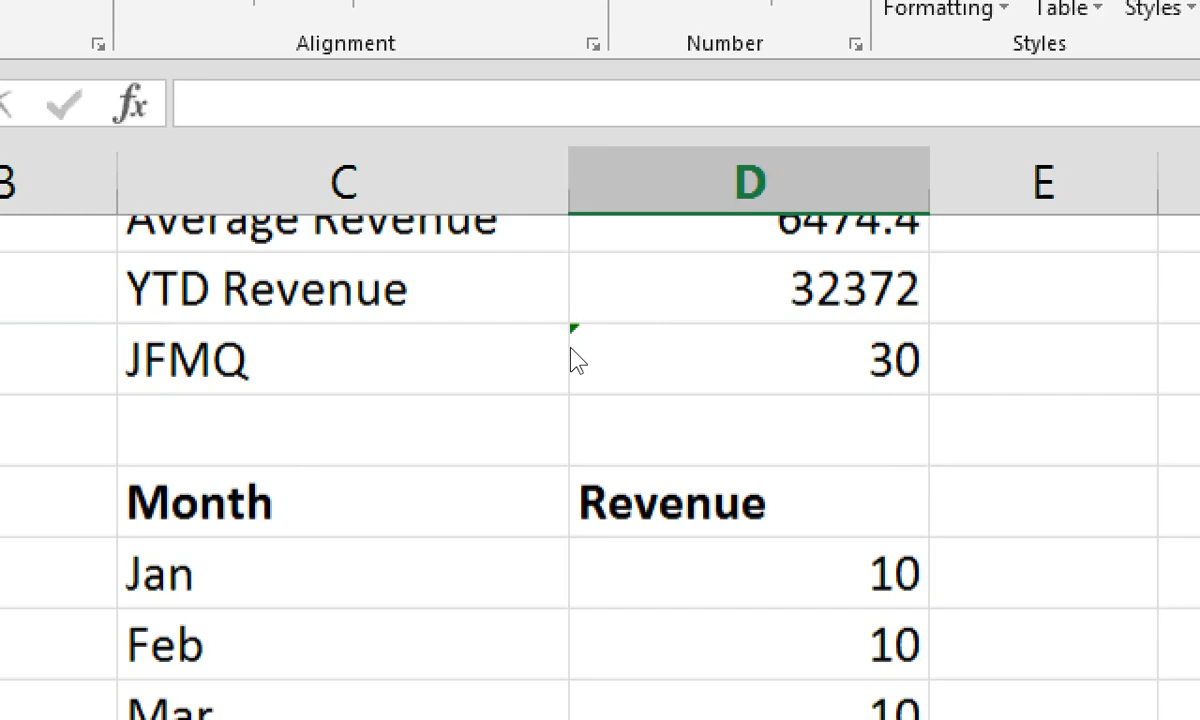 Formatting Table Styles
Alignment Number Styles
fx
B C D E
Average Revenue 6474.4
YTD Revenue 32372
JFMQ 30
Month Revenue
Jan 10
Feb 10
Mar 10